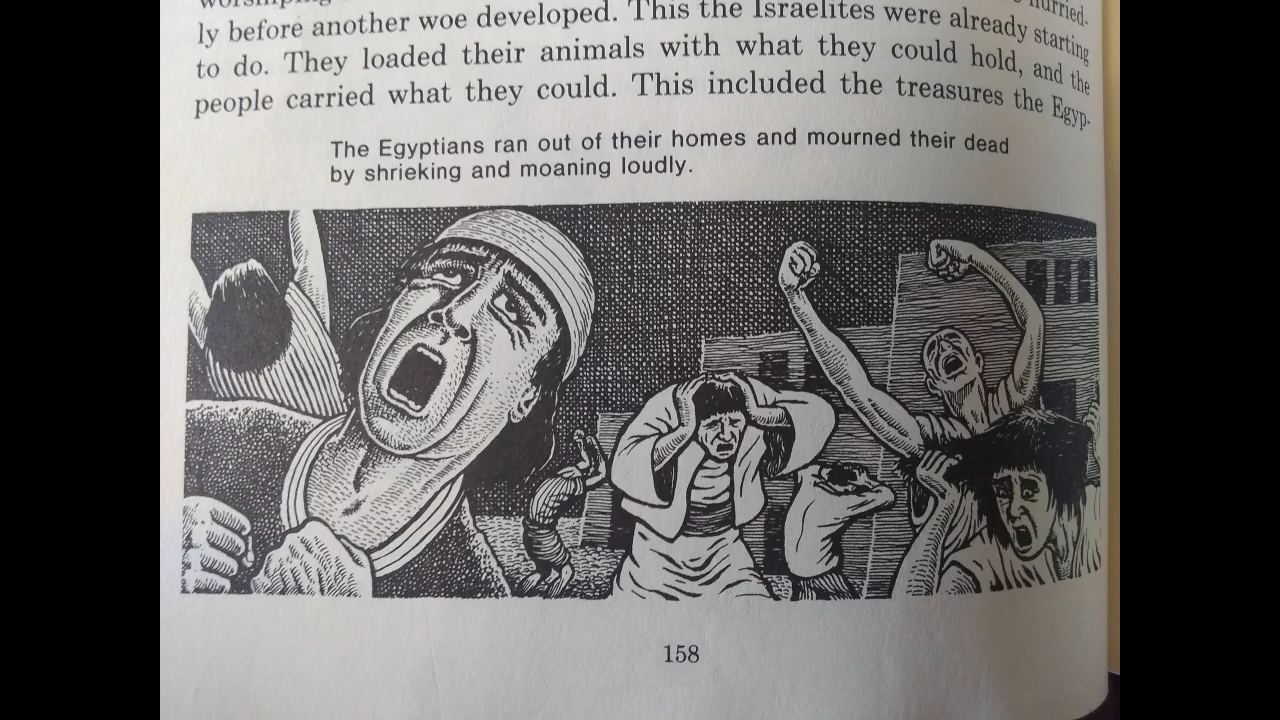 hurried-
ly before another woe developed. This the Israelites were already starting
to do. They loaded their animals with what they could hold, and the
people carried what they could. This included the treasures the Egyp-
The Egyptians ran out of their homes and mourned their dead
by shrieking and moaning loudly.
158